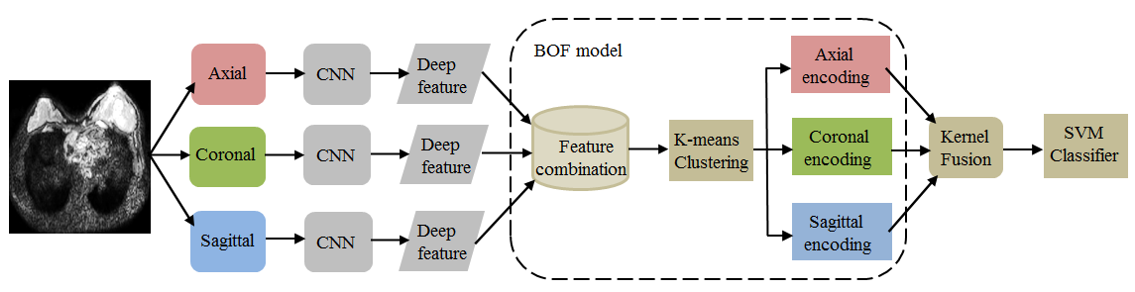 BOF model
Axial
CNN
Deep
feature
Coronal
CNN
Deep
feature
Sagittal
CNN
Deep
feature
Feature
combination
K-means
Clustering
Axial
encoding
Coronal
encoding
Sagittal
encoding
Kernel
Fusion
SVM
Classifier